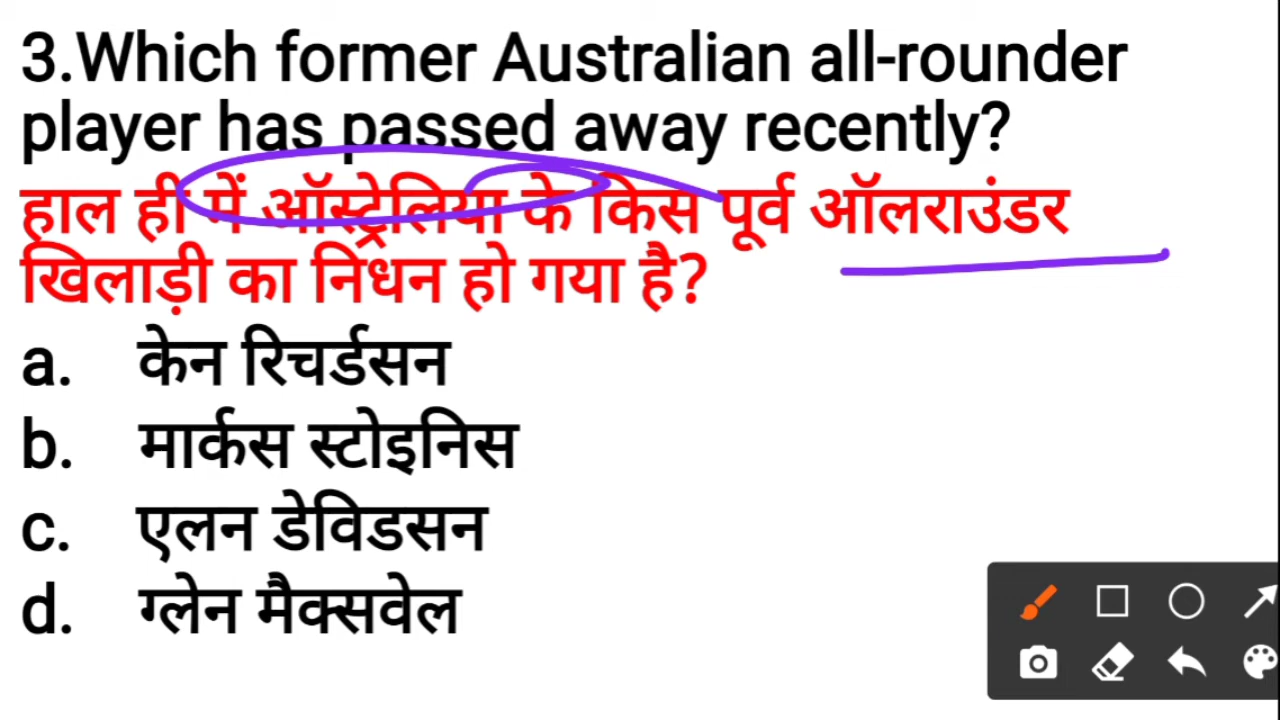 3.Which former Australian all-rounder
player has passed away recently?
हाल ही में ऑस्ट्रेलिया के किस पूर्व ऑलराउंडर
खिलाड़ी का निधन हो गया है?
a. केन रिचर्डसन
b. मार्कस स्टोइनिस
c. एलन डेविडसन
d. ग्लेन मैक्सवेल